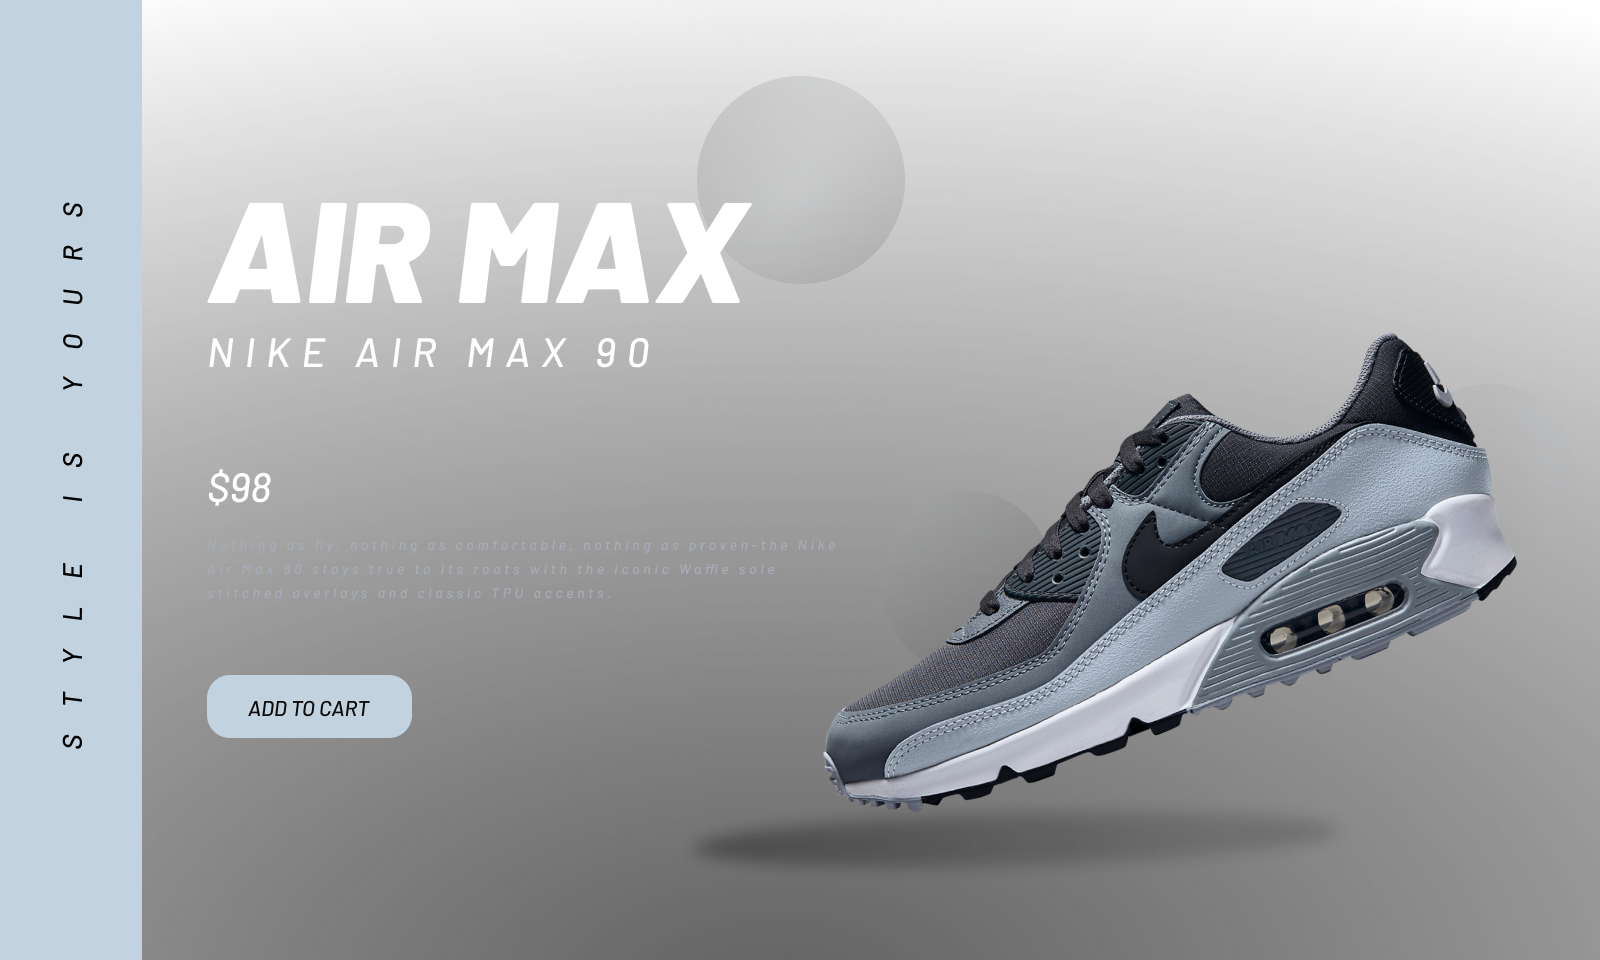 STYLE IS YOURS
AIR MAX
NIKE AIR MAX 90
$98
Nothing as fly, nothing as comfortable, nothing as proven-the Nike
Air Max 90 stays true to its roots with the iconic Waffle sole
stitched overlays and classic TPU accents.
ADD TO CART
AIR MAX